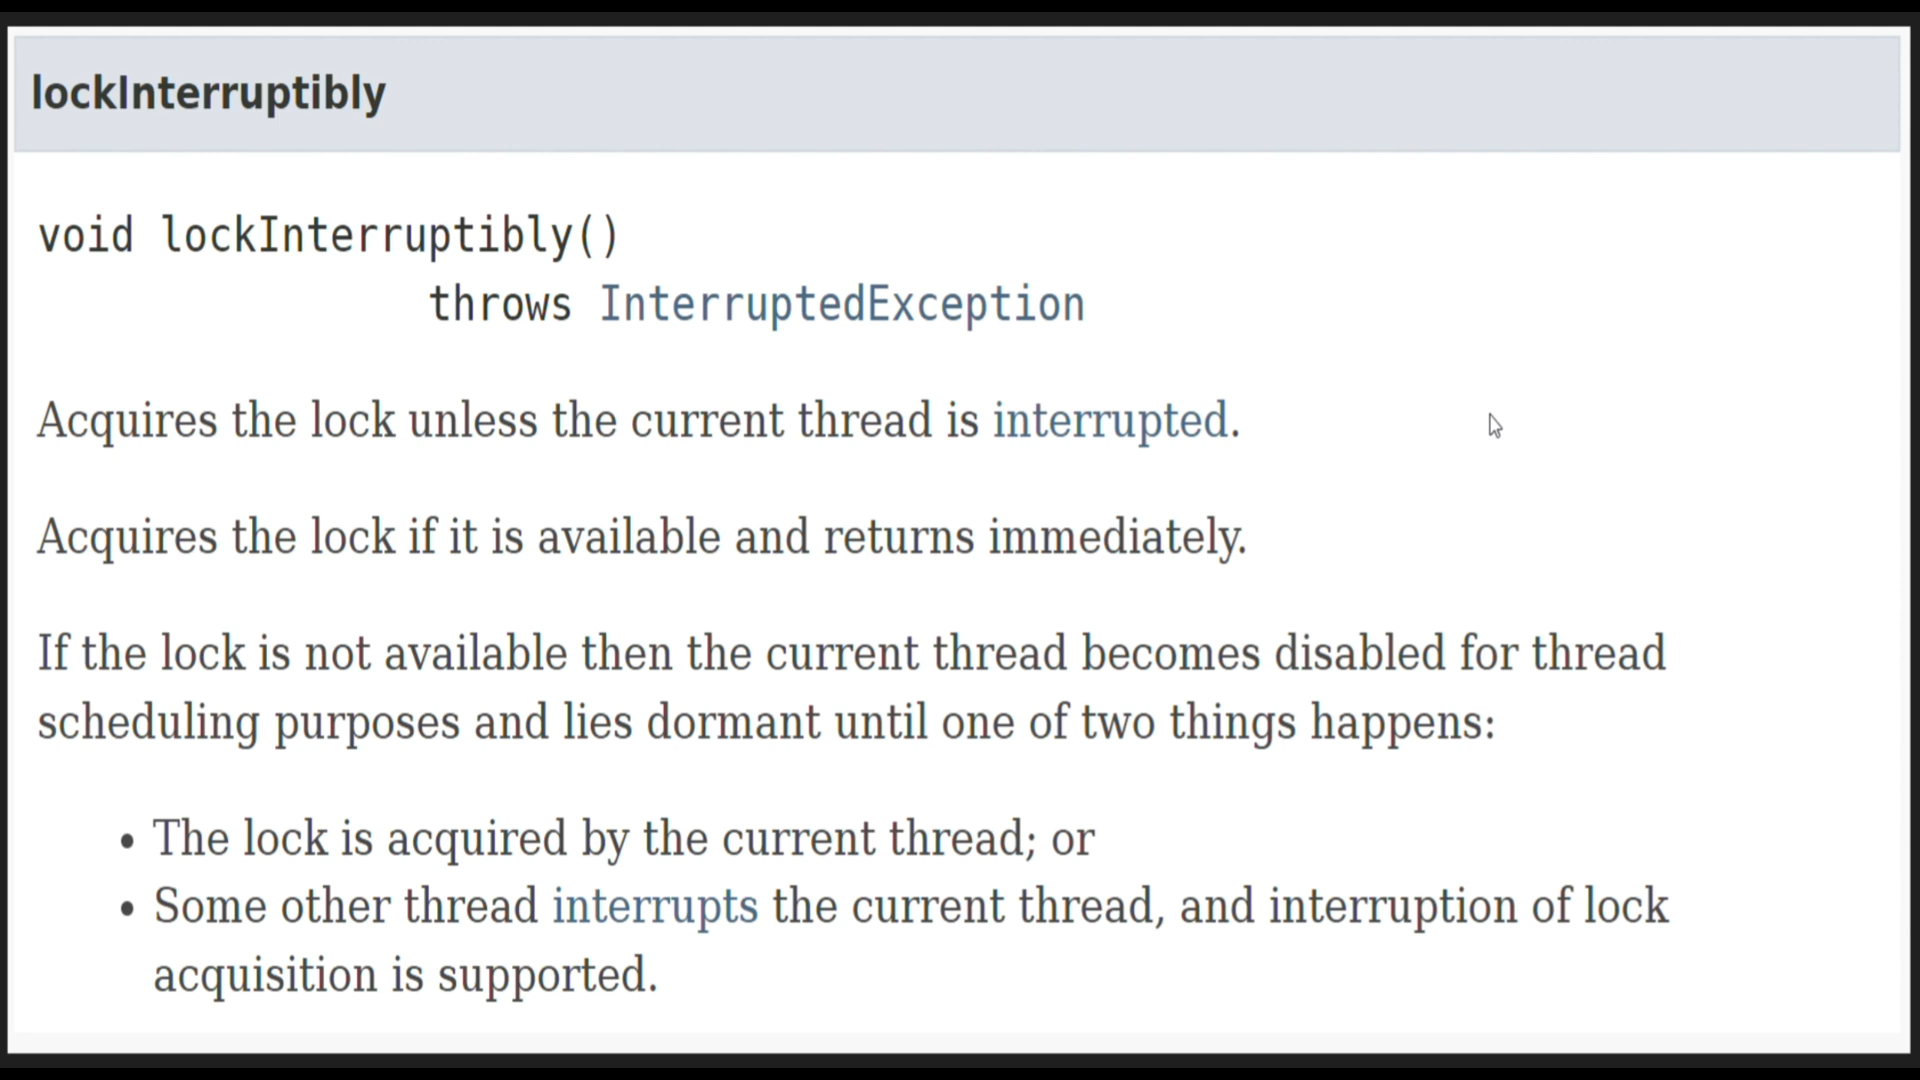 lockInterruptibly
void lockInterruptibly()
throws InterruptedException
Acquires the lock unless the current thread is interrupted.
Acquires the lock if it is available and returns immediately.
If the lock is not available then the current thread becomes disabled for thread
scheduling purposes and lies dormant until one of two things happens:
• The lock is acquired by the current thread; or
• Some other thread interrupts the current thread, and interruption of lock
acquisition is supported.